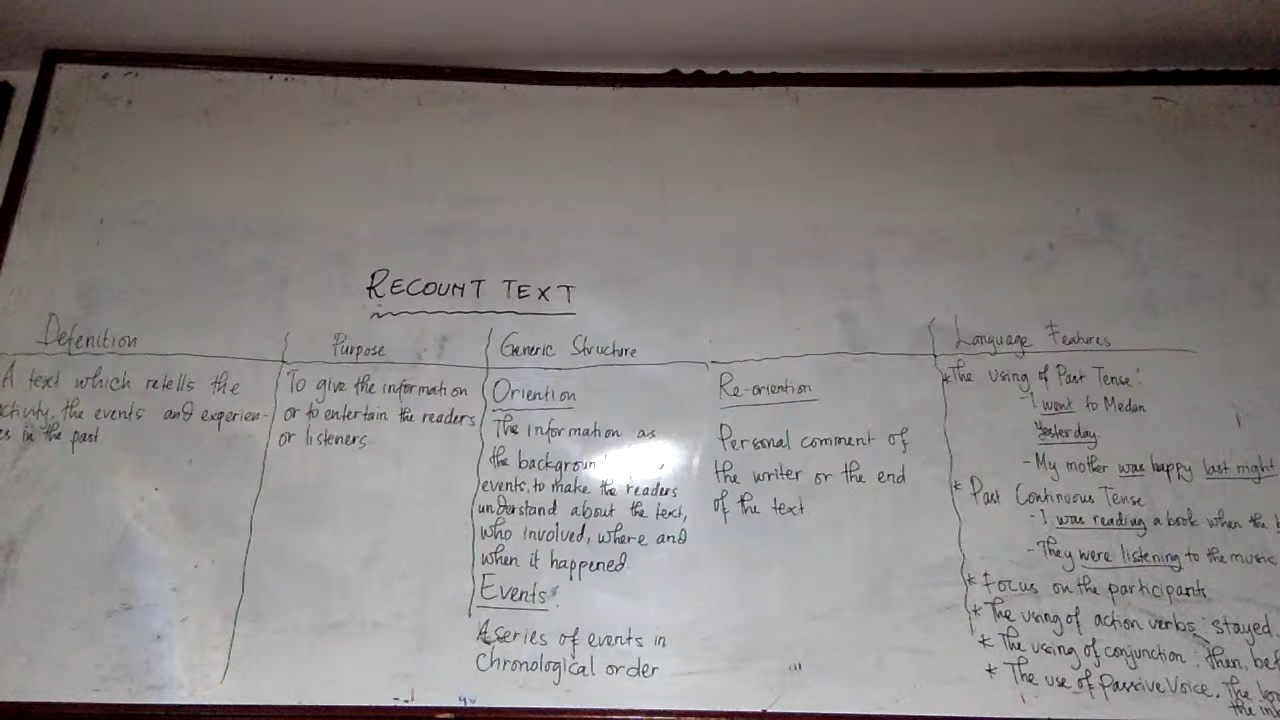 RECOUNT TEXT
Defenition
A text which retells the
ctivity, the events and experien-
es in the past
Purpose
To give the information
or to entertain the readers
or listeners
Generic Structure
Oriention
The information as
the backgroun
events, to make the readers
understand about the text,
who involved, where and
when it happened.
Events:
A series of events in
Chronological order
Re-oriention
Personal comment of
the writer or the end
of the text
Language Features
*The using of Past Tense:
I went to Medan
Yesterday.
- My mother was happy last night
* Past Continuous Tense
- I was reading a book when the
- They were listening to the music
* Focus on the participants
* The using of action verbs: stayed
* The using of conjunction: then, bef
* The use of Passive Voice. The
the